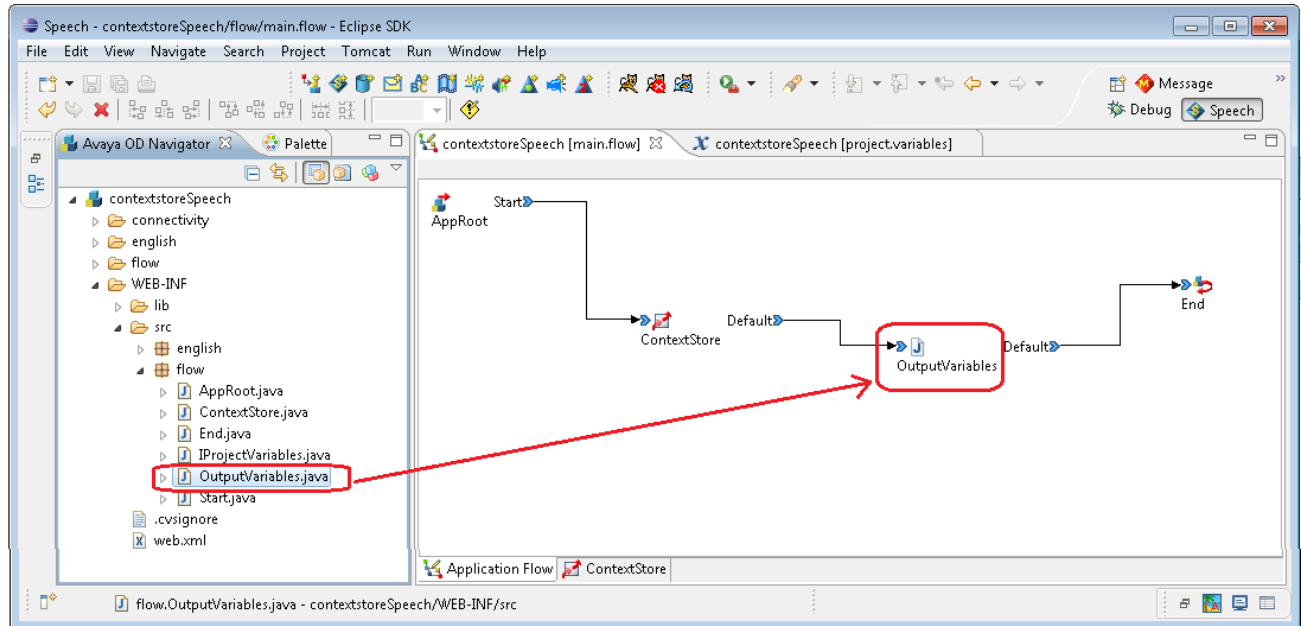 Speech - contextstoreSpeech/flow/main.flow - Eclipse SDK
File Edit View Navigate Search Project Tomcat Run Window Help
Message
Debug Speech
Avaya OD Navigator Palette
contextstoreSpeech [main.flow] contextstoreSpeech [project.variables]
contextstoreSpeech
connectivity
english
flow
WEB-INF
lib
src
english
flow
AppRoot.java
ContextStore.java
End.java
IProjectVariables.java
OutputVariables.java
Start.java
.cvsignore
web.xml
Start
AppRoot
Default
ContextStore
Default
OutputVariables
End
Application Flow ContextStore
flow.OutputVariables.java - contextstoreSpeech/WEB-INF/src